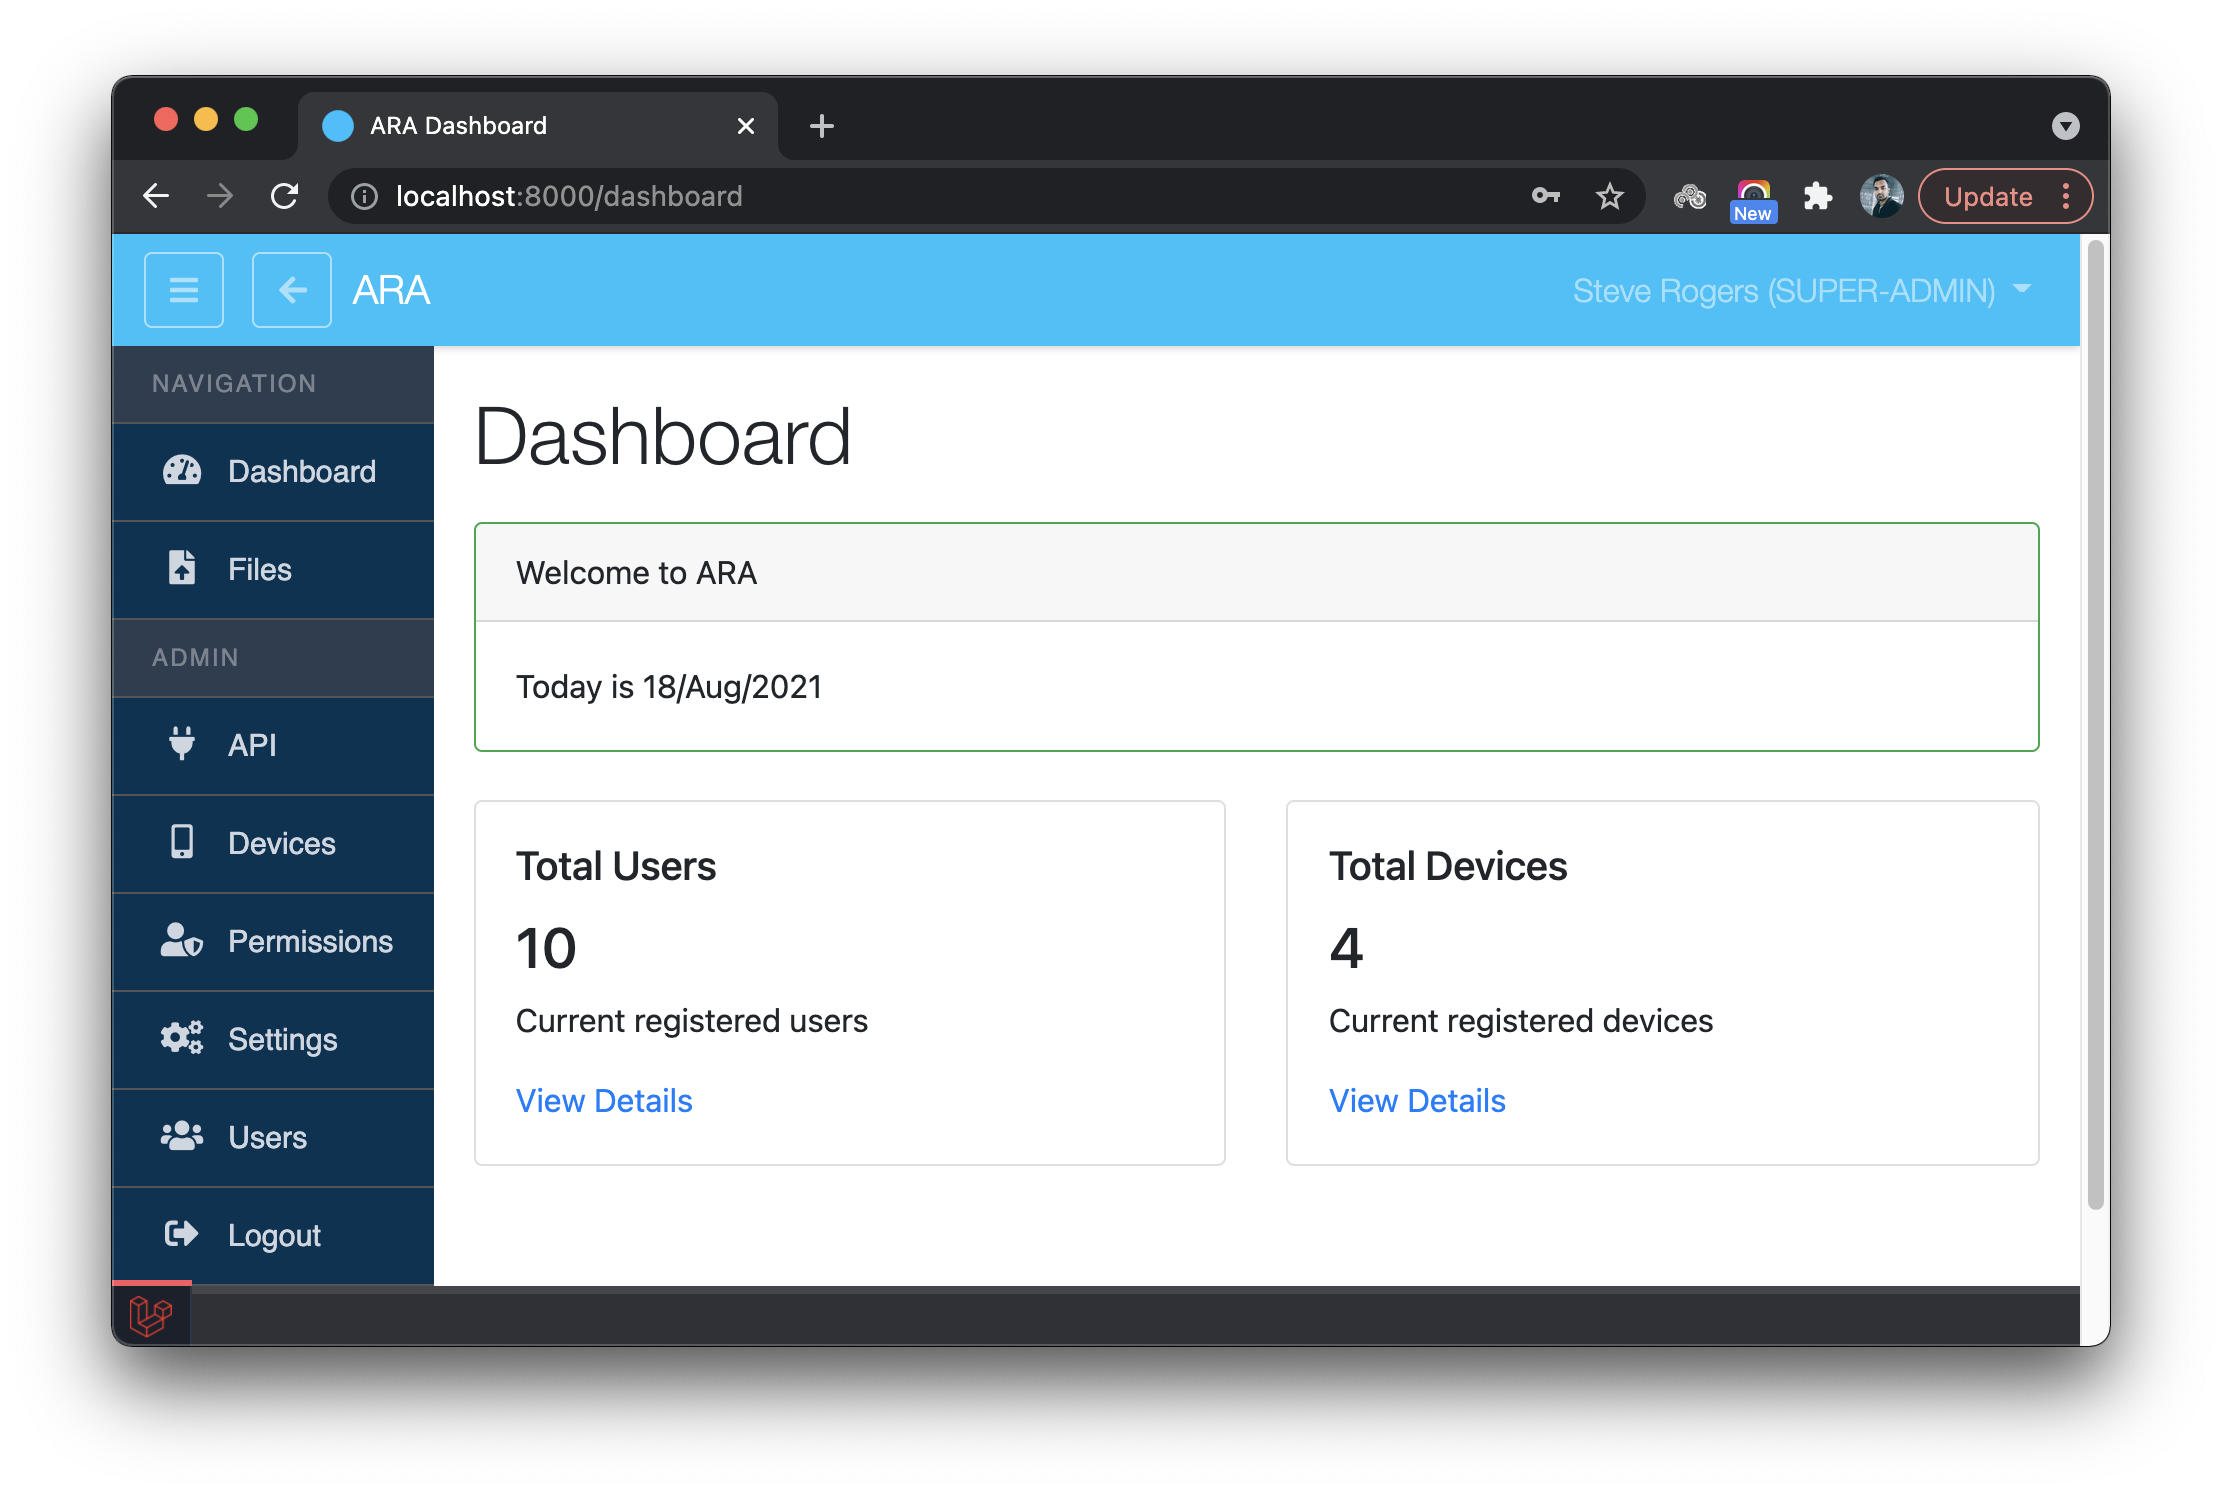 ARA Dashboard
localhost:8000/dashboard
New
Update
ARA
Steve Rogers (SUPER-ADMIN)
NAVIGATION
Dashboard
Files
ADMIN
API
Devices
Permissions
Settings
Users
Logout
Dashboard
Welcome to ARA
Today is 18/Aug/2021
Total Users
10
Current registered users
View Details
Total Devices
4
Current registered devices
View Details